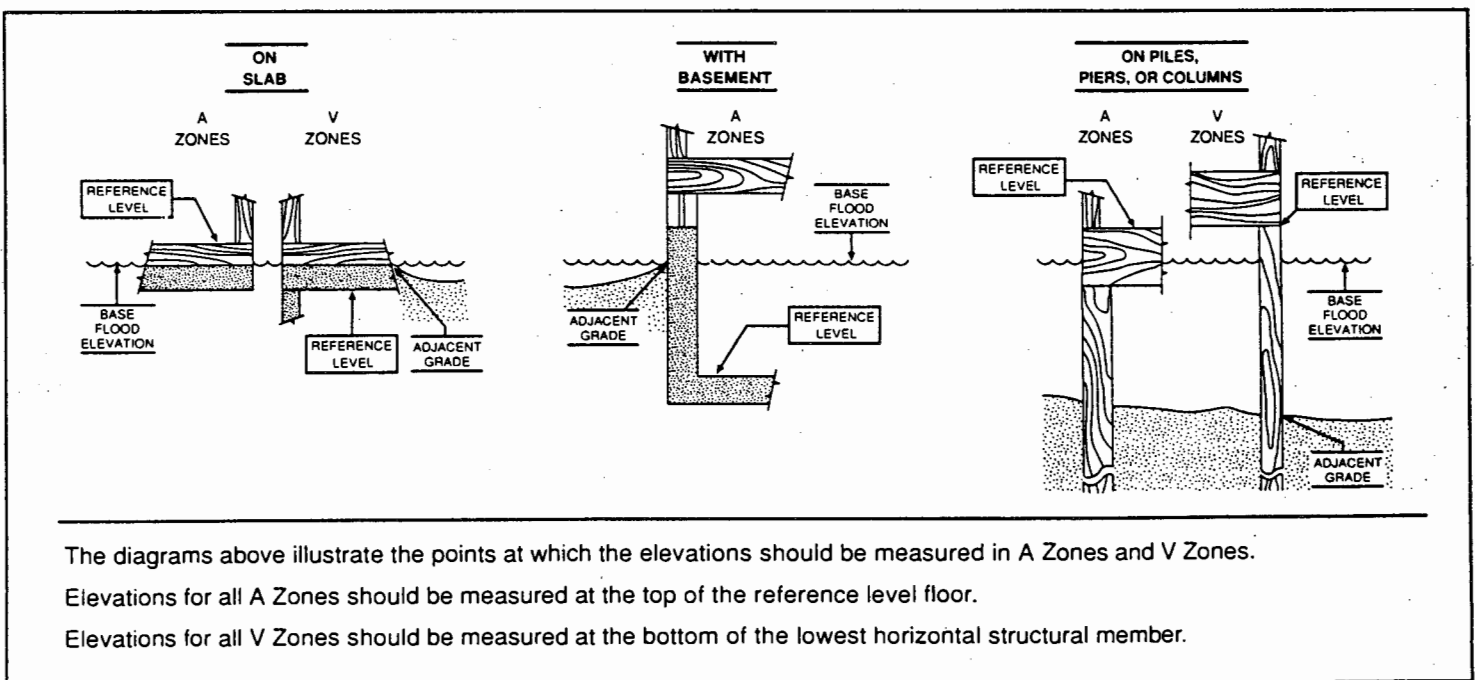 ON
SLAB
A
ZONES
V
ZONES
REFERENCE
LEVEL
BASE
FLOOD
ELEVATION
REFERENCE
LEVEL
ADJACENT
GRADE
WITH
BASEMENT
A
ZONES
BASE
FLOOD
ELEVATION
ADJACENT
GRADE
REFERENCE
LEVEL
ON PILES,
PIERS, OR COLUMNS
A
ZONES
V
ZONES
REFERENCE
LEVEL
REFERENCE
LEVEL
BASE
FLOOD
ELEVATION
ADJACENT
GRADE
The diagrams above illustrate the points at which the elevations should be measured in A Zones and V Zones.
Elevations for all A Zones should be measured at the top of the reference level floor.
Elevations for all V Zones should be measured at the bottom of the lowest horizontal structural member.